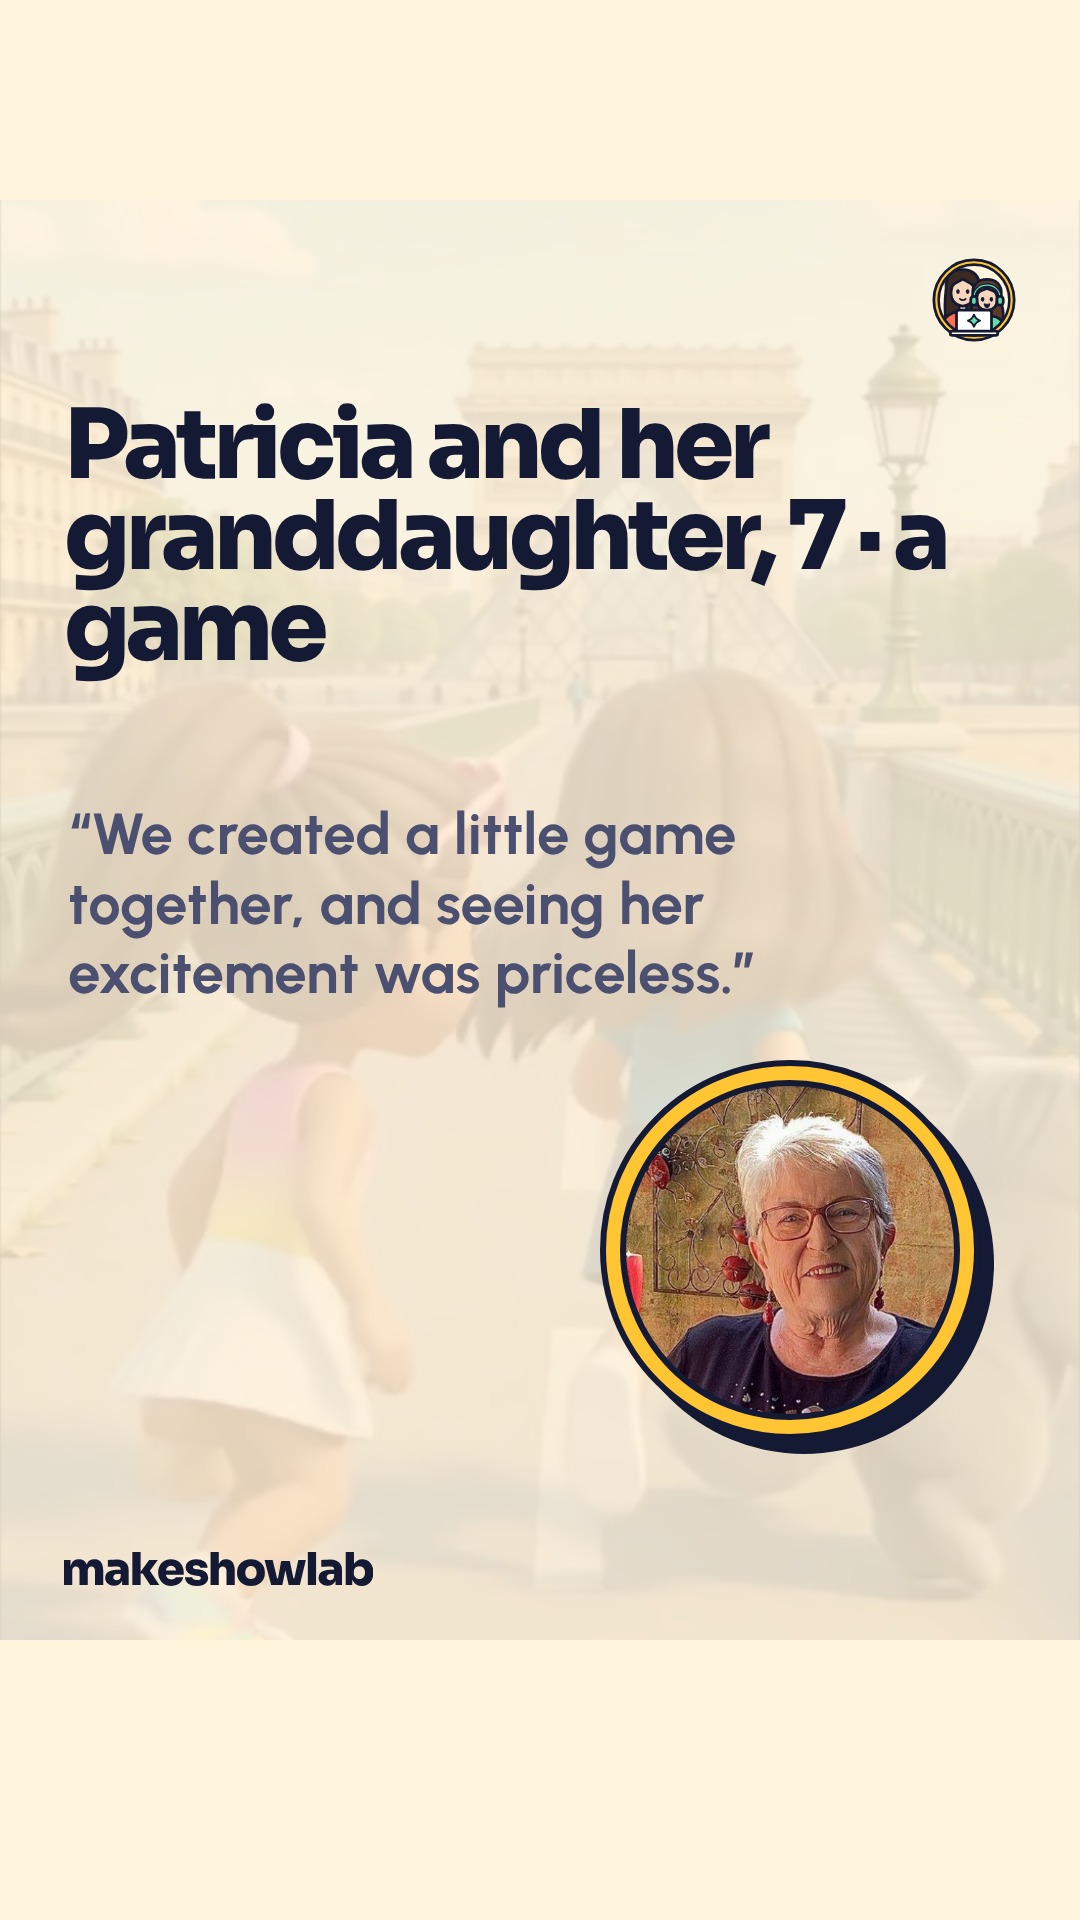 Patricia and her
granddaughter, 7 · a
game
“We created a little game
together, and seeing her
excitement was priceless.”
makeshowlab